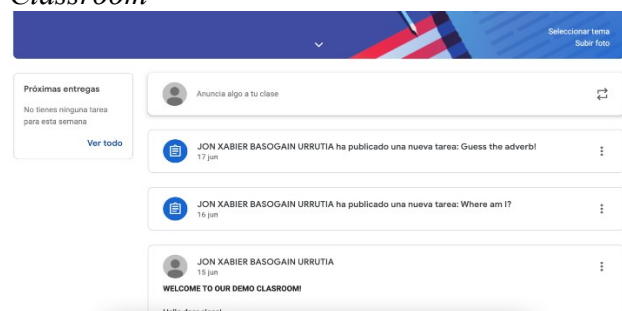 Classroom
Seleccionar tema
Subir foto
Próximas entregas
No tienes ninguna tarea
para esta semana
Ver todo
Anuncia algo a tu clase
JON XABIER BASOGAIN URRUTIA ha publicado una nueva tarea: Guess the adverb!
17 jun
JON XABIER BASOGAIN URRUTIA ha publicado una nueva tarea: Where am I?
16 jun
JON XABIER BASOGAIN URRUTIA
15 jun
WELCOME TO OUR DEMO CLASROOM!